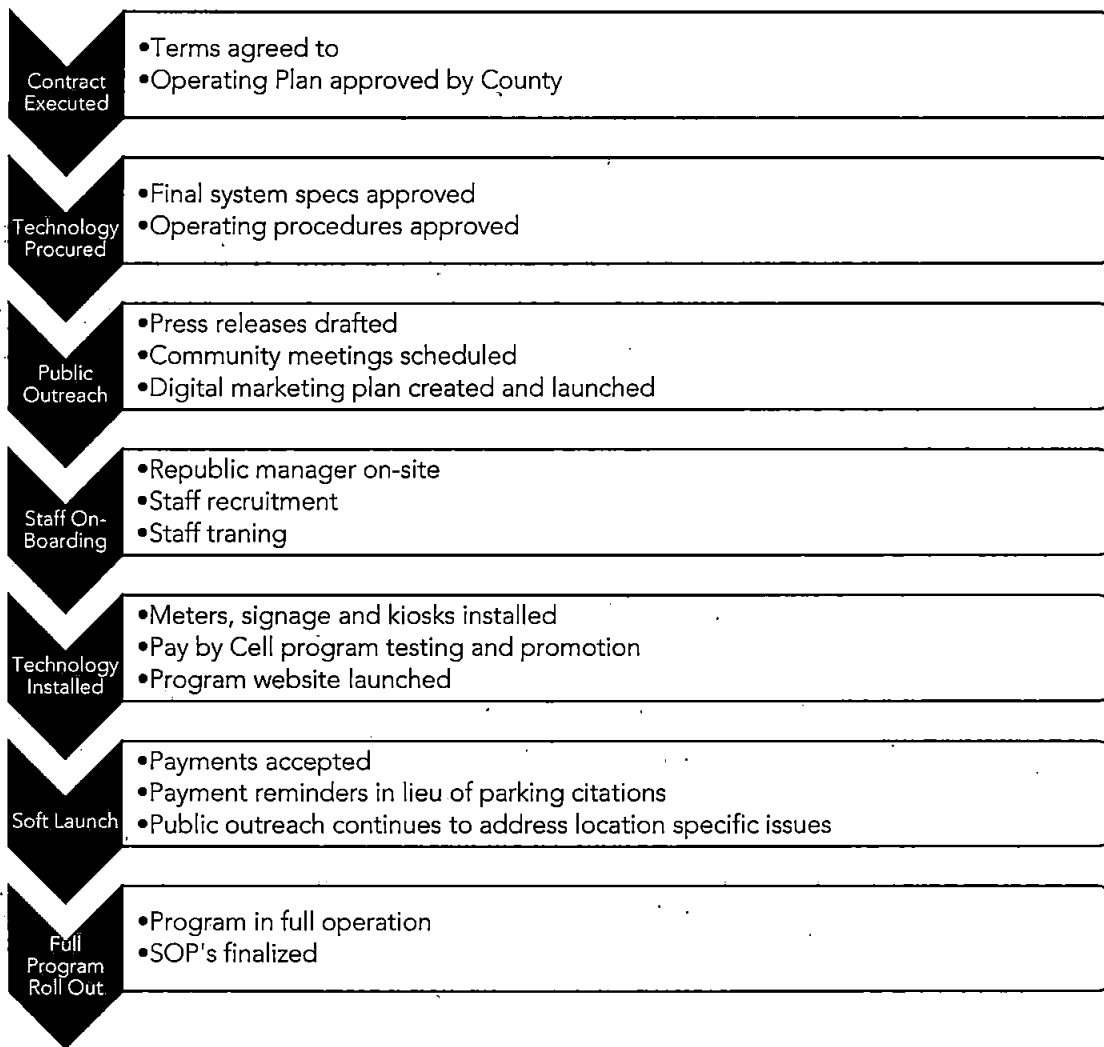 Contract
Executed
•Terms agreed to
•Operating Plan approved by County
Technology
Procured
•Final system specs approved
•Operating procedures approved
Public
Outreach
•Press releases drafted
•Community meetings scheduled
•Digital marketing plan created and launched
Staff On-
Boarding
•Republic manager on-site
•Staff recruitment
•Staff traning
Technology
Installed
•Meters, signage and kiosks installed
•Pay by Cell program testing and promotion
•Program website launched
Soft Launch
•Payments accepted
•Payment reminders in lieu of parking citations
•Public outreach continues to address location specific issues
Full
Program
Roll Out
•Program in full operation
•SOP's finalized